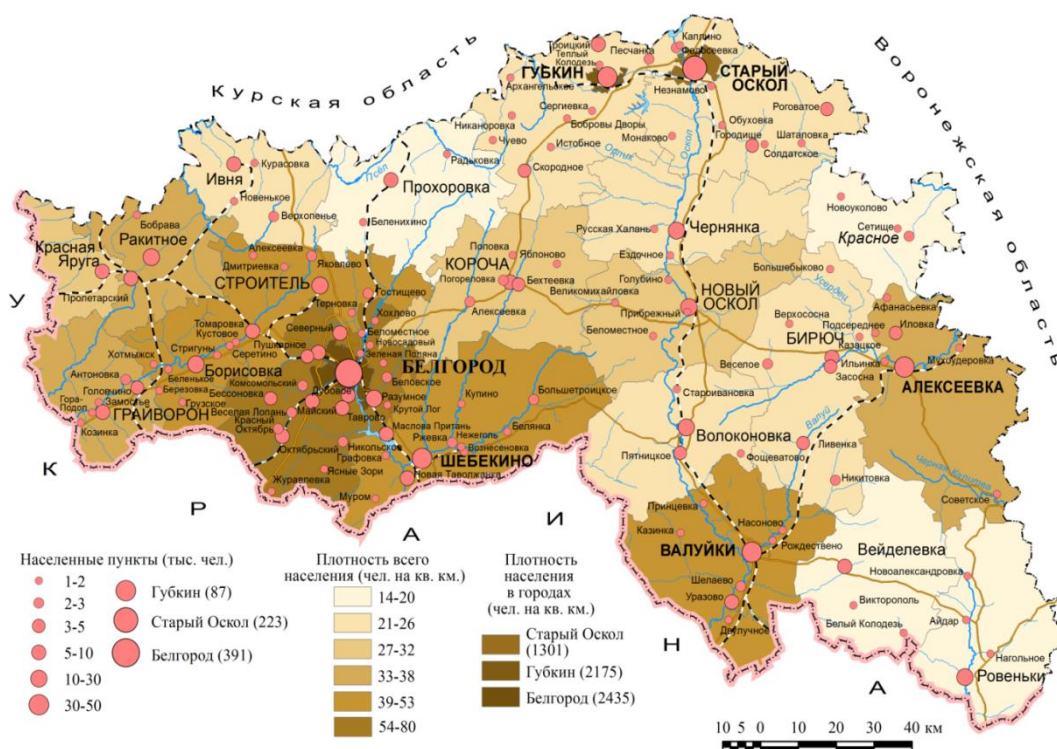 Курская область
Воронежская область
УКРАИНА
Троицкий
Теплый
Колодезь
Песчанка
Каплино
Федосеевка
ГУБКИН
СТАРЫЙ
ОСКОЛ
Архангельское
Незнамово
Роговатое
Сергиевка
Обуховка
Никаноровка
Бобровы Дворы
Монаково
Городище
Шаталовка
Чуево
Истобное
Солдатское
Радьковка
Скородное
Орлик
Оскол
Псёл
Курасовка
Ивня
Прохоровка
Новенькое
Верхопенье
Беленихино
Новоуколово
Сетище
Красное
Бобрава
Ракитное
Красная
Яруга
Пролетарский
Алексеевка
Дмитриевка
Яковлево
СТРОИТЕЛЬ
Гостищево
Терновка
Хохлово
Поповка
Яблоново
КОРОЧА
Погореловка
Бехтеевка
Алексеевка
Русская Халань
Чернянка
Ездочное
Голубино
Великомихайловка
НОВЫЙ
ОСКОЛ
Прибрежный
Беломестное
Большебыково
Усердец
Афанасьевка
Верхососна
Подсереднее
Иловка
БИРЮЧ
Казацкое
Веселое
Ильинка
Засосна
Мухоудеровка
АЛЕКСЕЕВКА
Томаровка
Кустовое
Северный
Беломестное
Стригуны
Пушкарное
Новосадовый
Хотмыжск
Серетино
Зеленая Поляна
БЕЛГОРОД
Антоновка
Борисовка
Головчино
Беленькое
Комсомольский
Дубовое
Беловское
Березовка
Замостье
Грузское
Бессоновка
Разумное
Гора-
Подол
ГРАЙВОРОН
Веселая Лопань
Майский
Крутой Лог
Козинка
Красный
Октябрь
Таврово
Маслова Пристань
Купино
Большетроицкое
Октябрьский
Никольское
Ржевка
Нежеголь
Белянка
Графовка
Вознесеновка
ШЕБЕКИНО
Ясные Зори
Журавлевка
Новая Таволжанка
Муром
Староивановка
Волоконовка
Валуй
Ливенка
Пятницкое
Фощеватово
Никитовка
Черная Калитва
Советское
Принцевка
Казинка
Насоново
ВАЛУЙКИ
Рождествено
Вейделевка
Новоалександровка
Шелаево
Уразово
Двулучное
Викторополь
Белый Колодезь
Айдар
Нагольное
Ровеньки
Населенные пункты (тыс. чел.)
1-2
2-3
3-5
5-10
10-30
30-50
Губкин (87)
Старый Оскол (223)
Белгород (391)
Плотность всего
населения (чел. на кв. км.)
14-20
21-26
27-32
33-38
39-53
54-80
Плотность
населения
в городах
(чел. на кв. км.)
Старый Оскол
(1301)
Губкин (2175)
Белгород (2435)
10 5 0 10 20 30 40 км